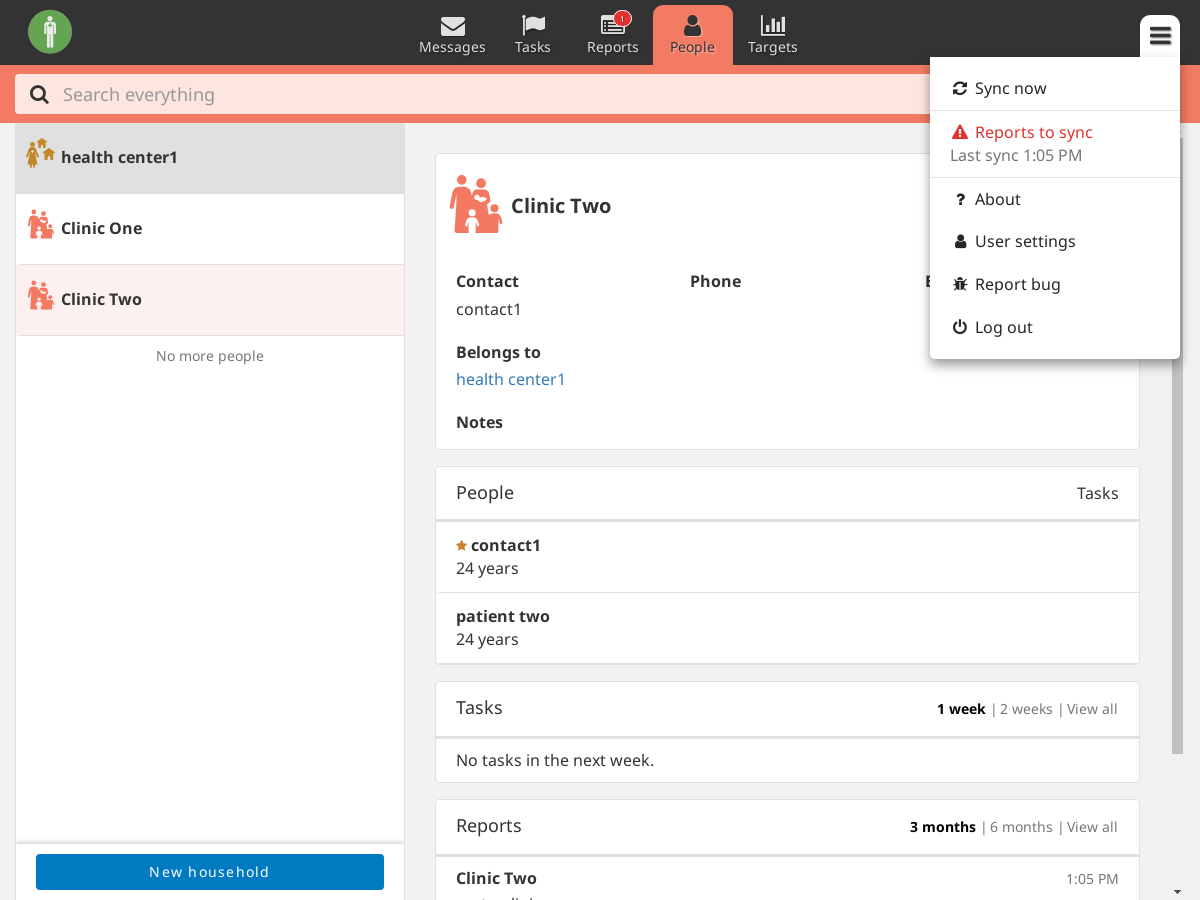 Messages
Tasks
1
Reports
People
Targets
Search everything
Sync now
Reports to sync
Last sync 1:05 PM
? About
User settings
Report bug
Log out
health center1
Clinic One
Clinic Two
No more people
New household
Clinic Two
Contact
Phone
contact1
Belongs to
health center1
Notes
People
Tasks
contact1
24 years
patient two
24 years
Tasks
1 week | 2 weeks | View all
No tasks in the next week.
Reports
3 months | 6 months | View all
Clinic Two
1:05 PM